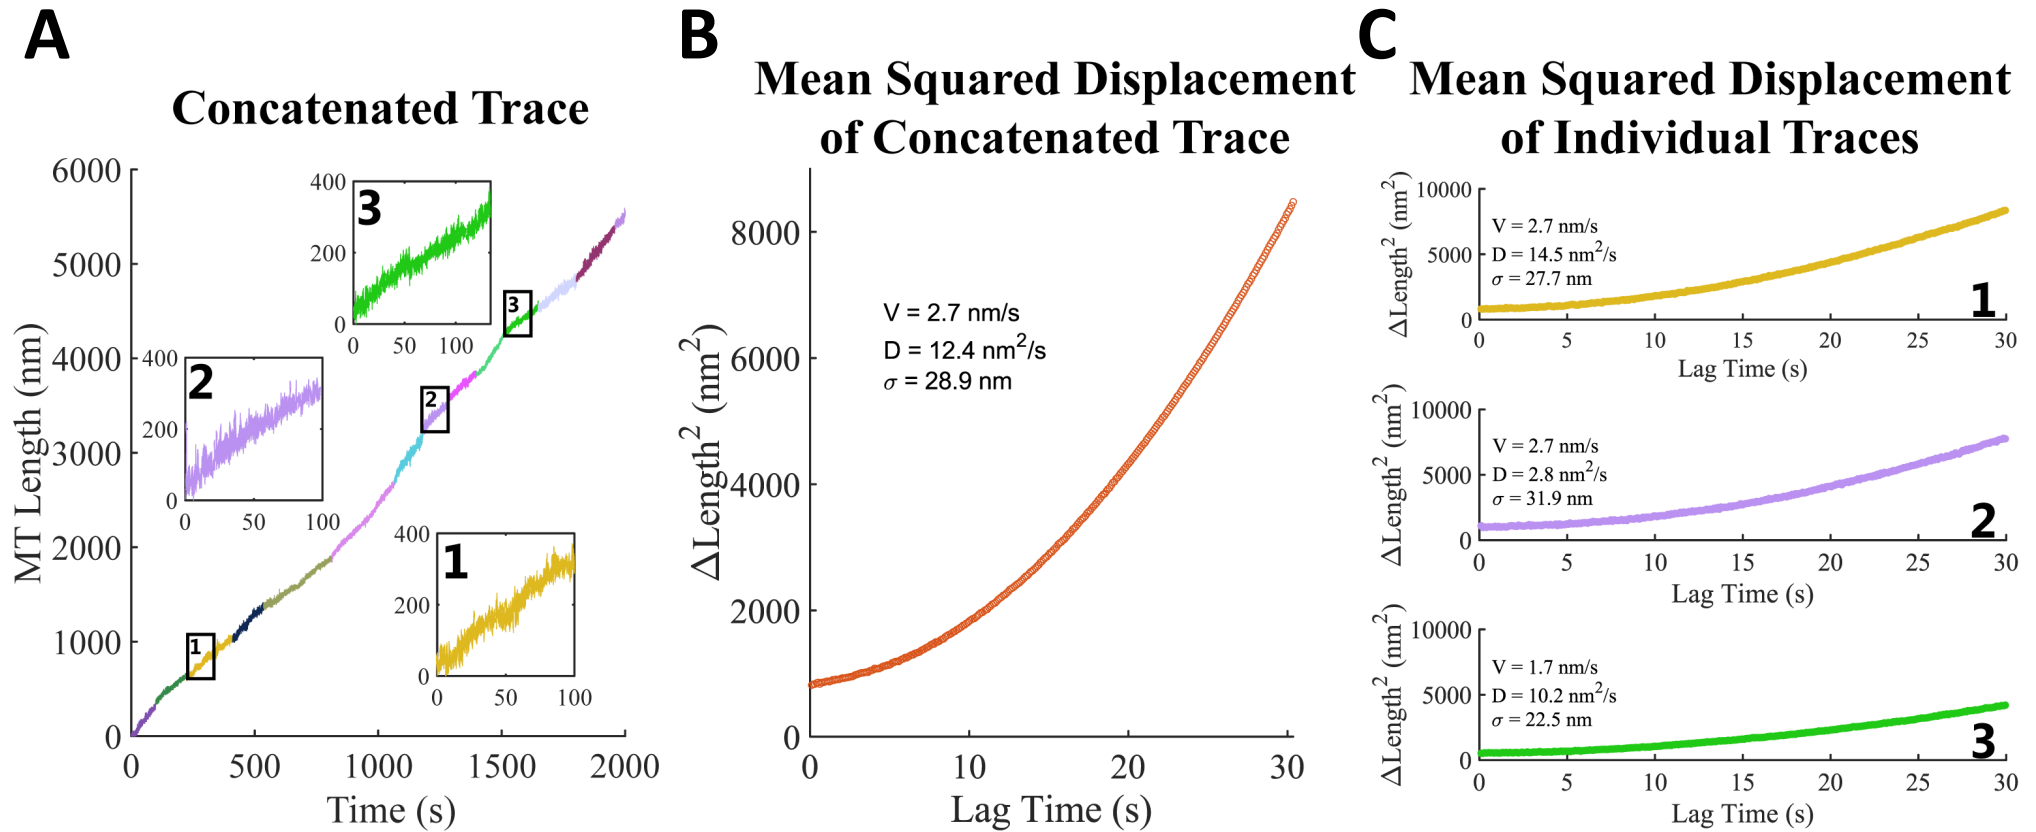 A
Concatenated Trace
MT Length (nm)
6000
5000
4000
3000
2000
1000
0
0 500 1000 1500 2000
Time (s)
3
400
200
0
0 50 100
2
400
200
0
0 50 100
1
400
200
0
0 50 100
1
2
3
B
Mean Squared Displacement
of Concatenated Trace
ΔLength² (nm²)
8000
6000
4000
2000
0
0 10 20 30
Lag Time (s)
V = 2.7 nm/s
D = 12.4 nm²/s
σ = 28.9 nm
C
Mean Squared Displacement
of Individual Traces
ΔLength² (nm²)
10000
5000
0
V = 2.7 nm/s
D = 14.5 nm²/s
σ = 27.7 nm
1
0 5 10 15 20 25 30
Lag Time (s)
ΔLength² (nm²)
10000
5000
0
V = 2.7 nm/s
D = 2.8 nm²/s
σ = 31.9 nm
2
0 5 10 15 20 25 30
Lag Time (s)
ΔLength² (nm²)
10000
5000
0
V = 1.7 nm/s
D = 10.2 nm²/s
σ = 22.5 nm
3
0 5 10 15 20 25 30
Lag Time (s)